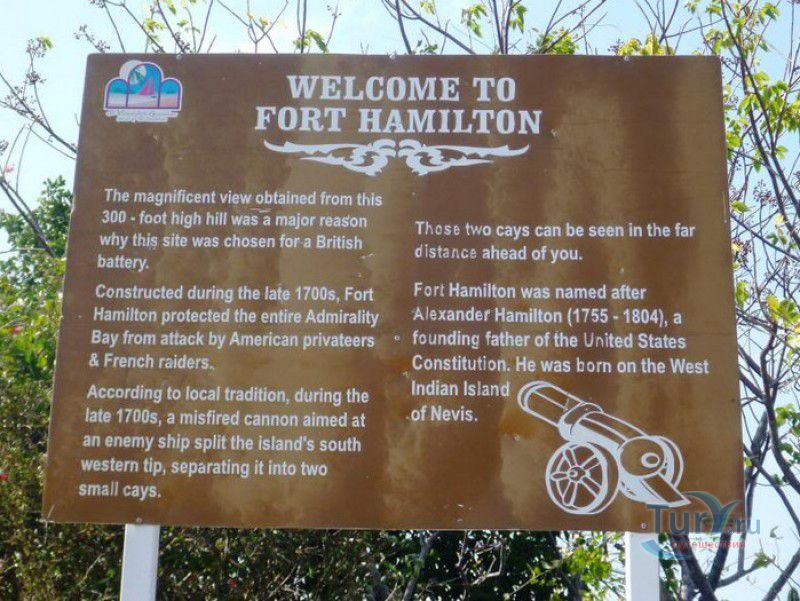 WELCOME TO
FORT HAMILTON
The magnificent view obtained from this
300 - foot high hill was a major reason
why this site was chosen for a British
battery.
Constructed during the late 1700s, Fort
Hamilton protected the entire Admirality
Bay from attack by American privateers
& French raiders.
According to local tradition, during the
late 1700s, a misfired cannon aimed at
an enemy ship split the island's south
western tip, separating it into two
small cays.
Those two cays can be seen in the far
distance ahead of you.
Fort Hamilton was named after
Alexander Hamilton (1755 - 1804), a
founding father of the United States
Constitution. He was born on the West
Indian Island
of Nevis.
путешествия